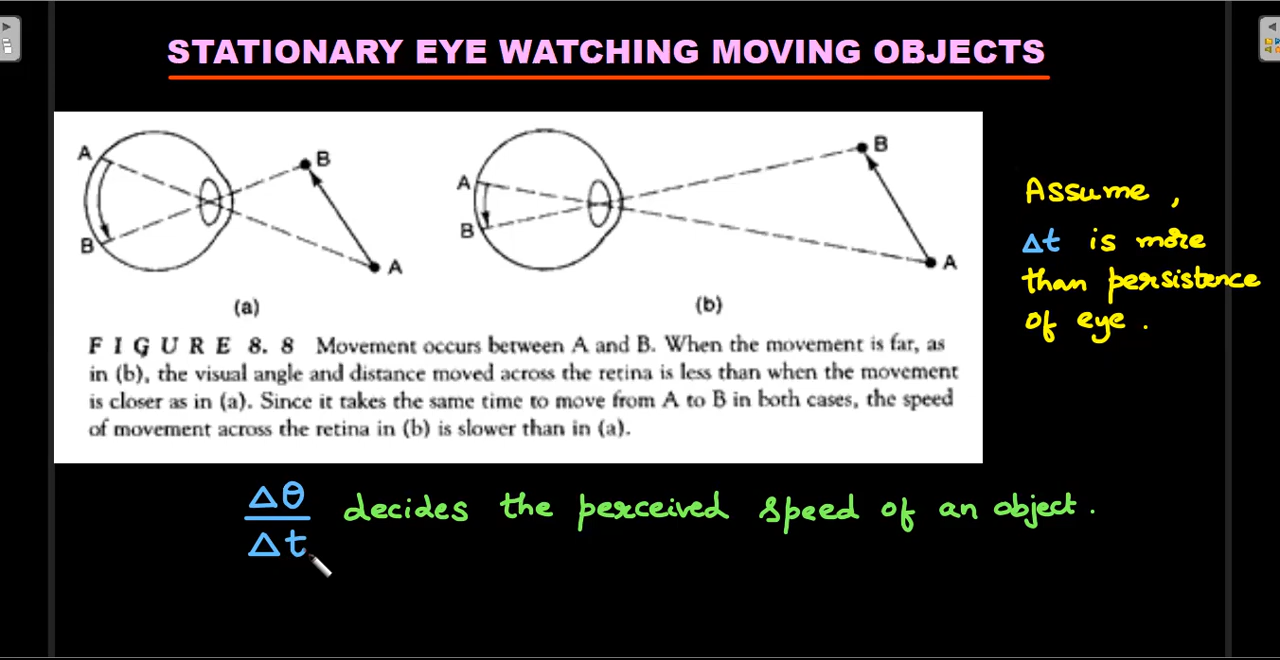 STATIONARY EYE WATCHING MOVING OBJECTS
A
B
B
A
A
B
B
A
(a)
(b)
Assume ,
Δt is more
than persistence
of eye .
FIGURE 8. 8 Movement occurs between A and B. When the movement is far, as
in (b), the visual angle and distance moved across the retina is less than when the movement
is closer as in (a). Since it takes the same time to move from A to B in both cases, the speed
of movement across the retina in (b) is slower than in (a).
Δθ
Δt
decides the perceived speed of an object .